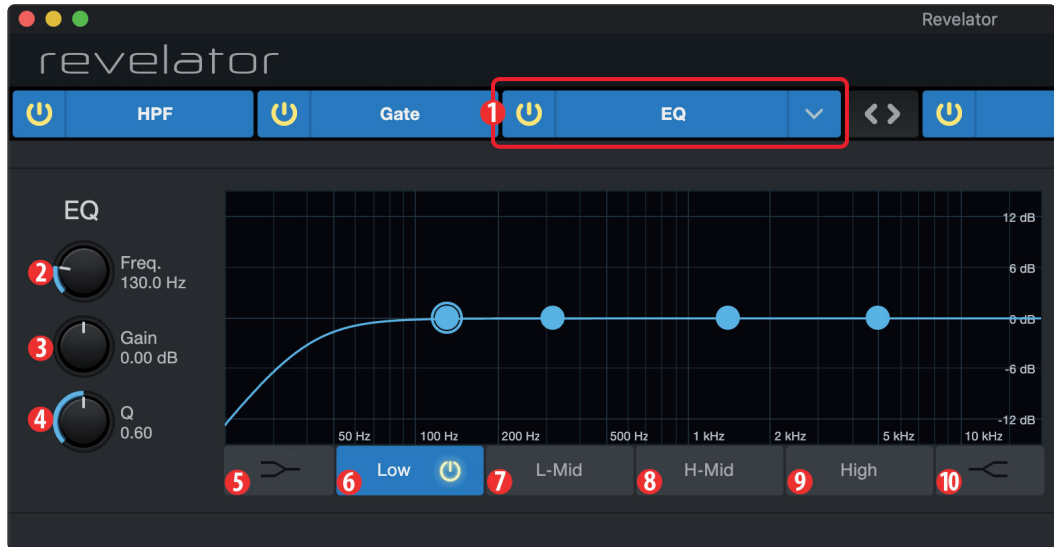 Revelator
revelator
HPF
Gate
1
EQ
EQ
12 dB
2
Freq.
130.0 Hz
6 dB
3
Gain
0.00 dB
0 dB
-6 dB
4
Q
0.60
-12 dB
50 Hz 100 Hz 200 Hz 500 Hz 1 kHz 2 kHz 5 kHz 10 kHz
5 6 Low 7 L-Mid 8 H-Mid 9 High 10